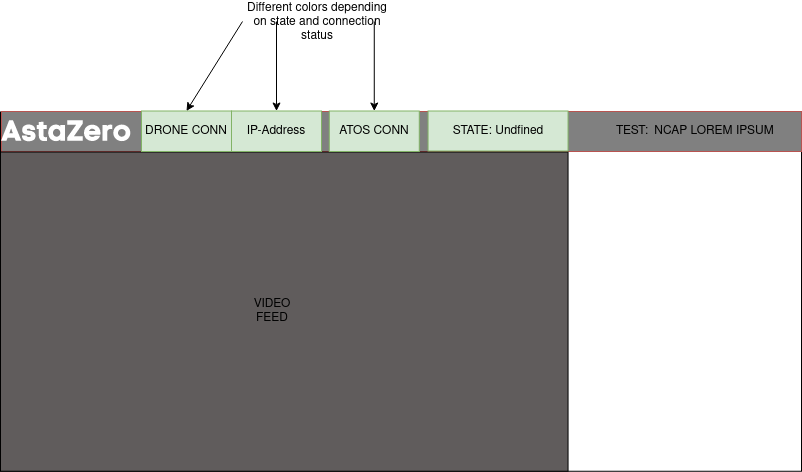 Different colors depending
on state and connection
status
AstaZero
DRONE CONN
IP-Address
ATOS CONN
STATE: Undfined
TEST: NCAP LOREM IPSUM
VIDEO
FEED